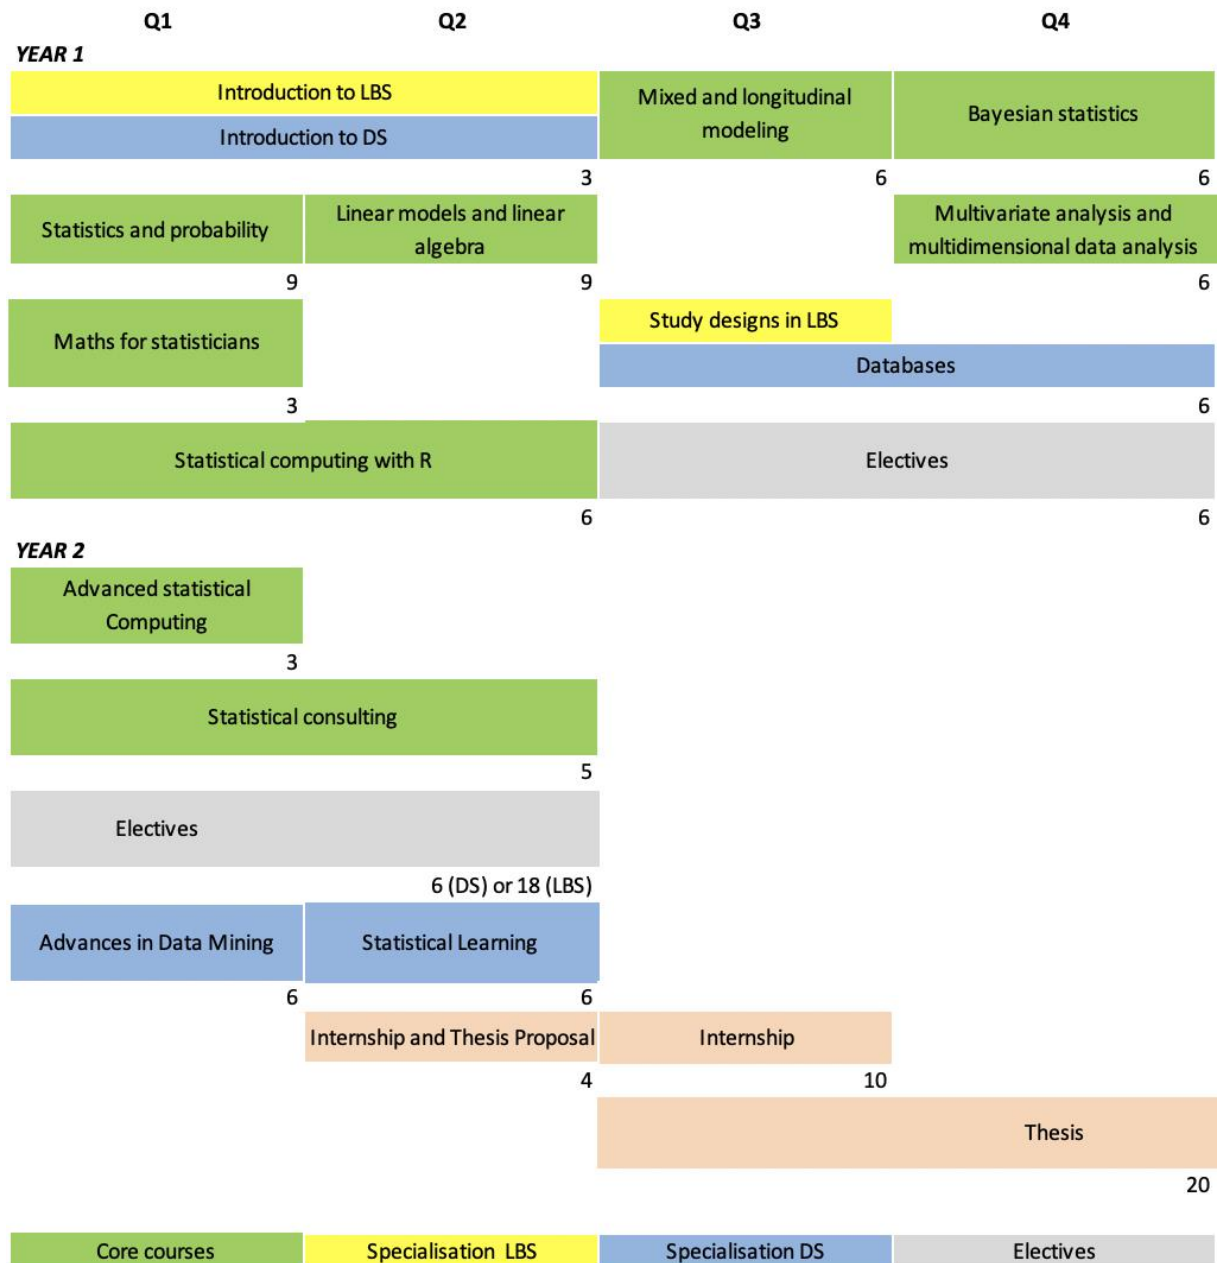 Q1 Q2 Q3 Q4
YEAR 1
Introduction to LBS
Introduction to DS
3
Mixed and longitudinal
modeling
6
Bayesian statistics
6
Statistics and probability
9
Linear models and linear
algebra
9
Multivariate analysis and
multidimensional data analysis
6
Maths for statisticians
3
Study designs in LBS
Databases
6
Statistical computing with R
6
Electives
6
YEAR 2
Advanced statistical
Computing
3
Statistical consulting
5
Electives
6 (DS) or 18 (LBS)
Advances in Data Mining
6
Statistical Learning
6
Internship and Thesis Proposal
4
Internship
10
Thesis
20
Core courses
Specialisation LBS
Specialisation DS
Electives